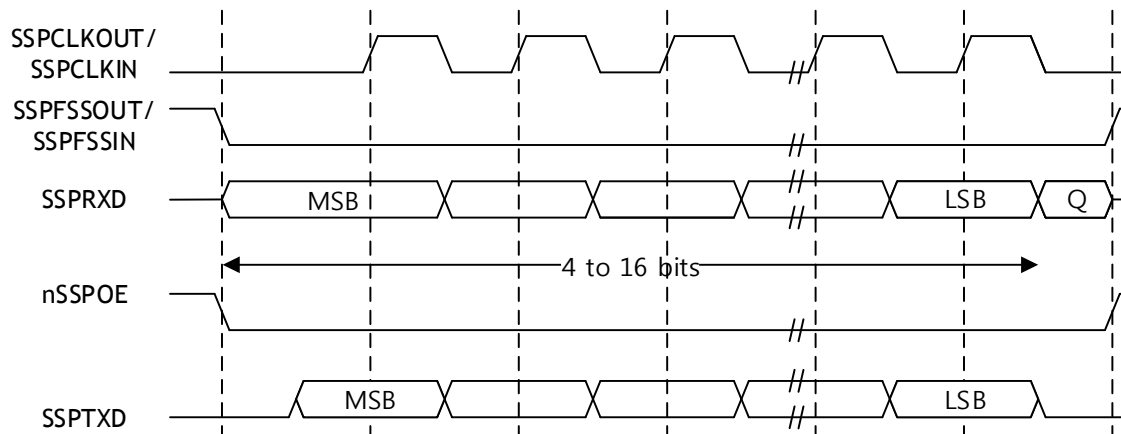 SSPCLKOUT/
SSPCLKIN
SSPFSSOUT/
SSPFSSIN
SSPRXD MSB LSB Q
4 to 16 bits
nSSPOE
SSPTXD MSB LSB